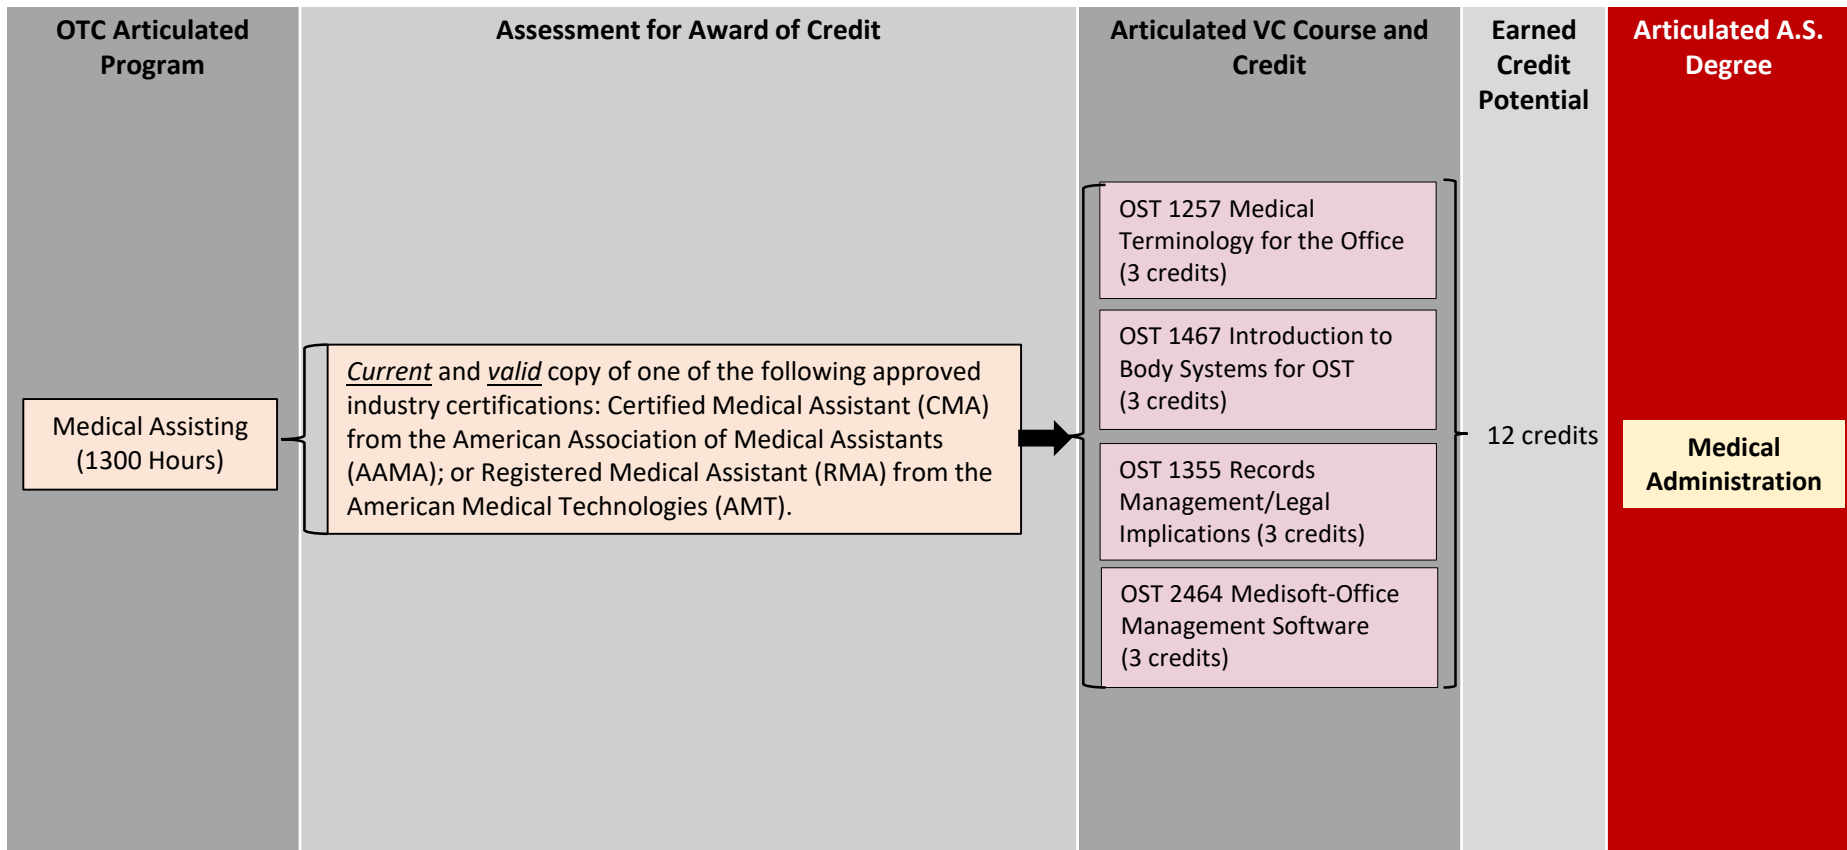 OTC Articulated
Program
Assessment for Award of Credit
Articulated VC Course and
Credit
Earned
Credit
Potential
Articulated A.S.
Degree
Medical Assisting
(1300 Hours)
Current and valid copy of one of the following approved
industry certifications: Certified Medical Assistant (CMA)
from the American Association of Medical Assistants
(AAMA); or Registered Medical Assistant (RMA) from the
American Medical Technologies (AMT).
OST 1257 Medical
Terminology for the Office
(3 credits)
OST 1467 Introduction to
Body Systems for OST
(3 credits)
OST 1355 Records
Management/Legal
Implications (3 credits)
OST 2464 Medisoft-Office
Management Software
(3 credits)
12 credits
Medical
Administration